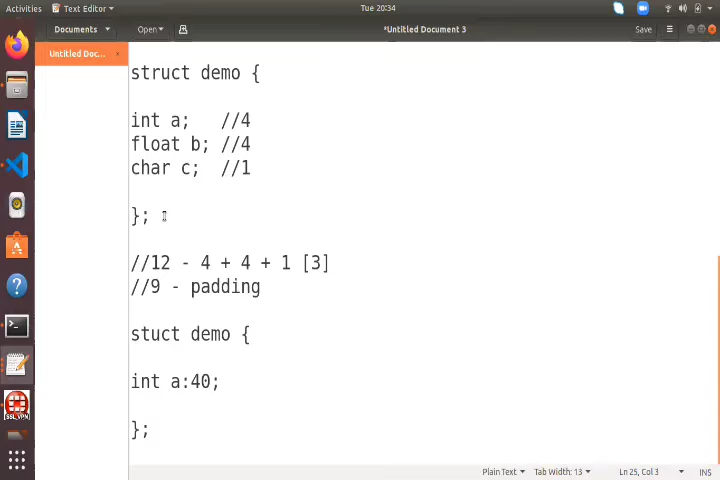 Activities Text Editor Tue 20:34
Documents Open *Untitled Document 3 Save
Untitled Doc...
struct demo {
int a; //4
float b; //4
char c; //1
};
//12 - 4 + 4 + 1 [3]
//9 - padding
stuct demo {
int a:40;
};
[SSL_VPN]
Plain Text Tab Width: 13 Ln 25, Col 3 INS